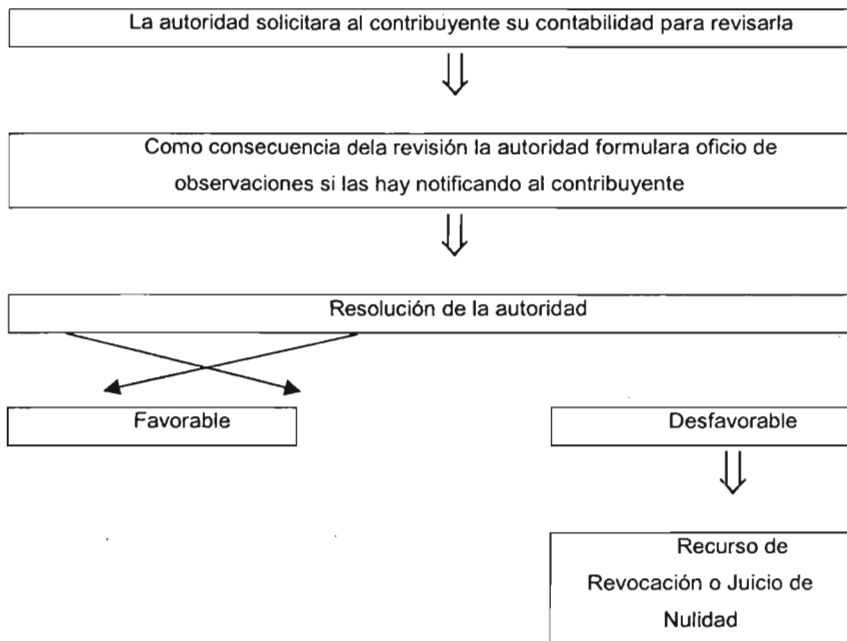 La autoridad solicitara al contribuyente su contabilidad para revisarla
Como consecuencia dela revisión la autoridad formulara oficio de
observaciones si las hay notificando al contribuyente
Resolución de la autoridad
Favorable
Desfavorable
Recurso de
Revocación o Juicio de
Nulidad